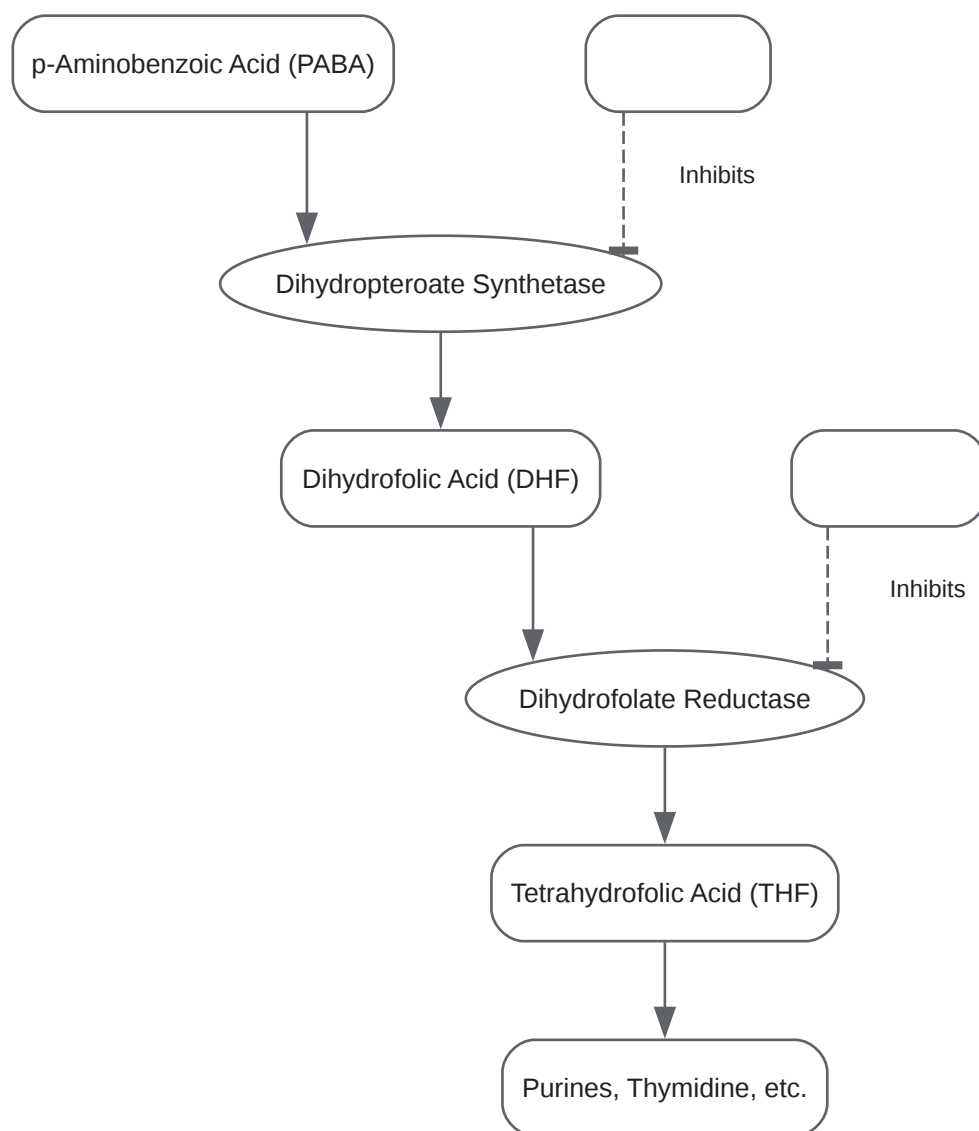 p-Aminobenzoic Acid (PABA)
Inhibits
Dihydropteroate Synthetase
Dihydrofolic Acid (DHF)
Inhibits
Dihydrofolate Reductase
Tetrahydrofolic Acid (THF)
Purines, Thymidine, etc.